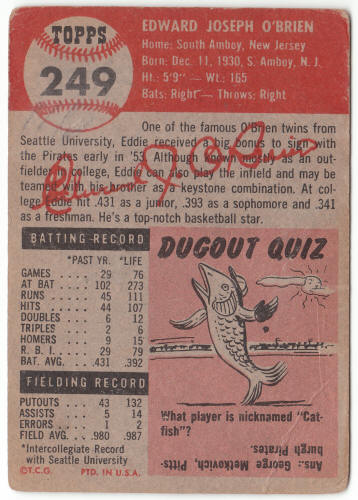 TOPPS
249
EDWARD JOSEPH O'BRIEN
Home: South Amboy, New Jersey
Born: Dec. 11, 1930, S. Amboy, N. J.
Ht.: 5'9" — Wt.: 165
Bats: Right — Throws: Right
One of the famous O'Brien twins from
Seattle University, Eddie received a big bonus to sign with
the Pirates early in '53. Although known mostly as an out-
fielder in college, Eddie can also play the infield and may be
teamed with his brother as a keystone combination. At col-
lege Eddie hit .431 as a junior, .393 as a sophomore and .341
as a freshman. He's a top-notch basketball star.
Edward J. O'Brien
BATTING RECORD
*PAST YR. *LIFE
GAMES 29 76
AT BAT 102 273
RUNS 45 111
HITS 44 107
DOUBLES 6 12
TRIPLES 2 6
HOMERS 9 15
R. B. I. 29 79
BAT. AVG. .431 .392
FIELDING RECORD
PUTOUTS 43 132
ASSISTS 5 14
ERRORS 1 2
FIELD AVG. .980 .987
*Intercollegiate Record
with Seattle University
©T.C.G. PTD. IN U.S.A.
DUGOUT QUIZ
What player is nicknamed "Cat-
fish"?
Ans.: George Metkovich, Pitts-
burgh Pirates.